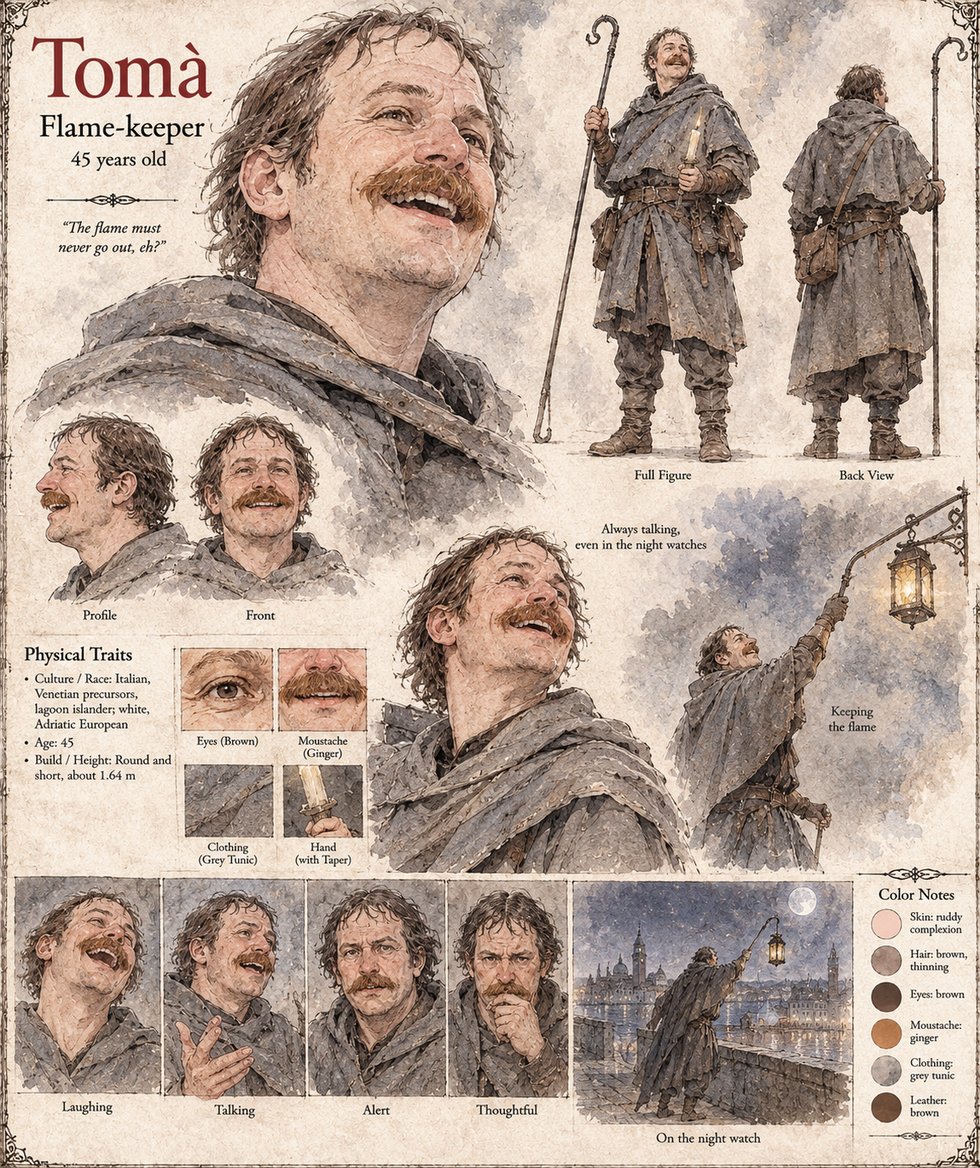 Tomà
Flame-keeper
45 years old
“The flame must
never go out, eh?”
Full Figure
Back View
Always talking,
even in the night watches
Profile
Front
Keeping
the flame
Physical Traits
• Culture / Race: Italian,
Venetian precursors,
lagoon islander; white,
Adriatic European
• Age: 45
• Build / Height: Round and
short, about 1.64 m
Eyes (Brown)
Moustache
(Ginger)
Clothing
(Grey Tunic)
Hand
(with Taper)
Laughing
Talking
Alert
Thoughtful
On the night watch
Color Notes
Skin: ruddy
complexion
Hair: brown,
thinning
Eyes: brown
Moustache:
ginger
Clothing:
grey tunic
Leather:
brown